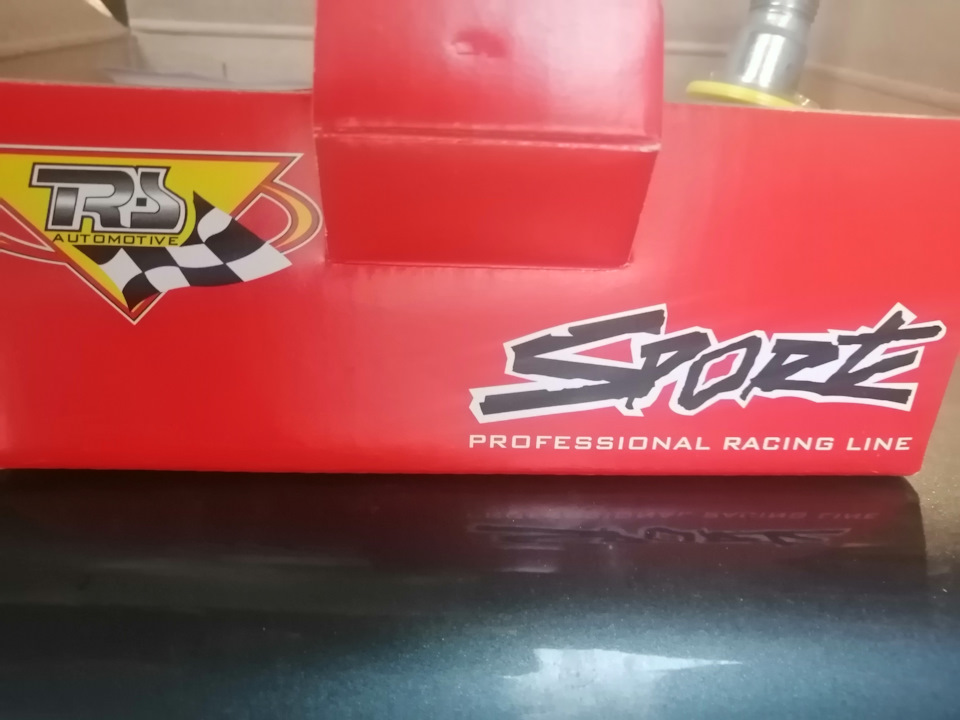 TRS
AUTOMOTIVE
SPORT
PROFESSIONAL RACING LINE